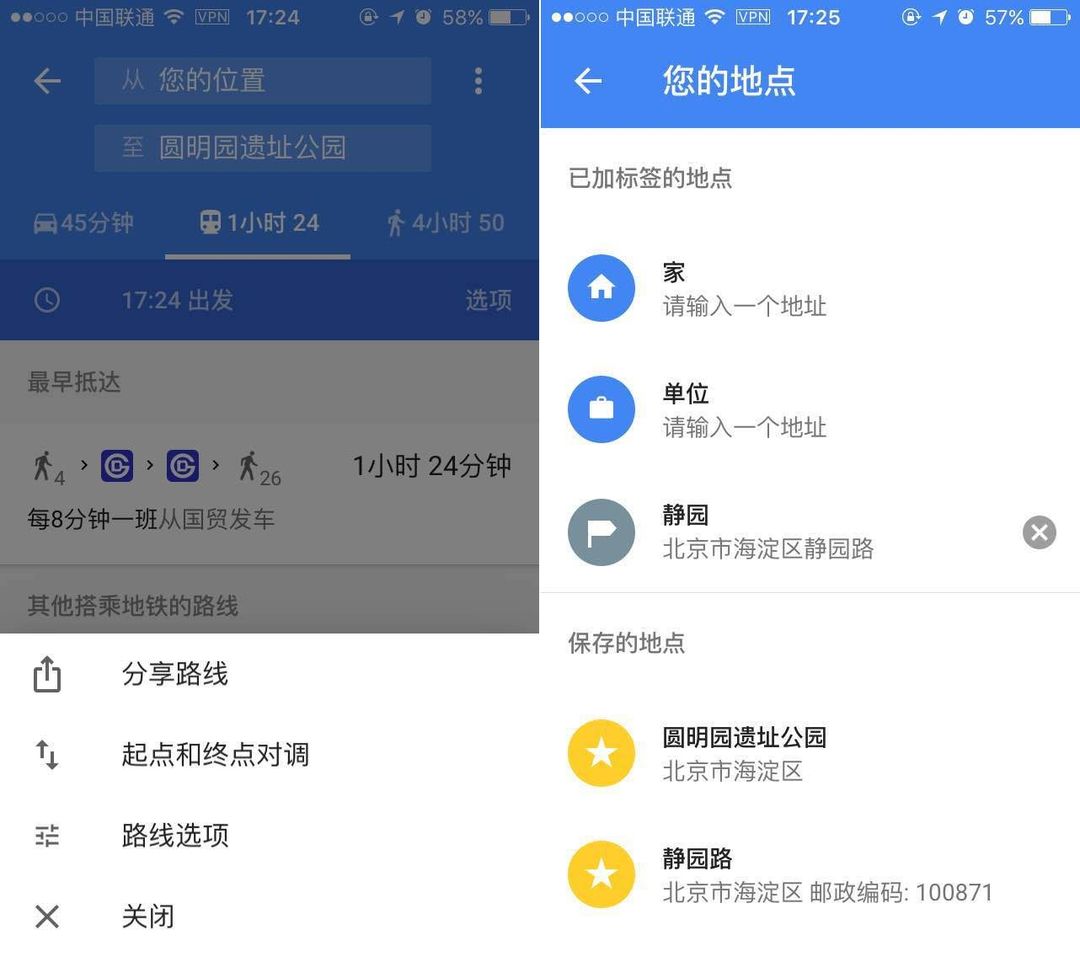 中国联通 VPN 17:24 58%
从 您的位置
至 圆明园遗址公园
45分钟 1小时 24 4小时 50
17:24 出发 选项
最早抵达
4 26 1小时 24分钟
每8分钟一班从国贸发车
其他搭乘地铁的路线
分享路线
起点和终点对调
路线选项
关闭
中国联通 VPN 17:25 57%
您的地点
已加标签的地点
家
请输入一个地址
单位
请输入一个地址
静园
北京市海淀区静园路
保存的地点
圆明园遗址公园
北京市海淀区
静园路
北京市海淀区 邮政编码: 100871